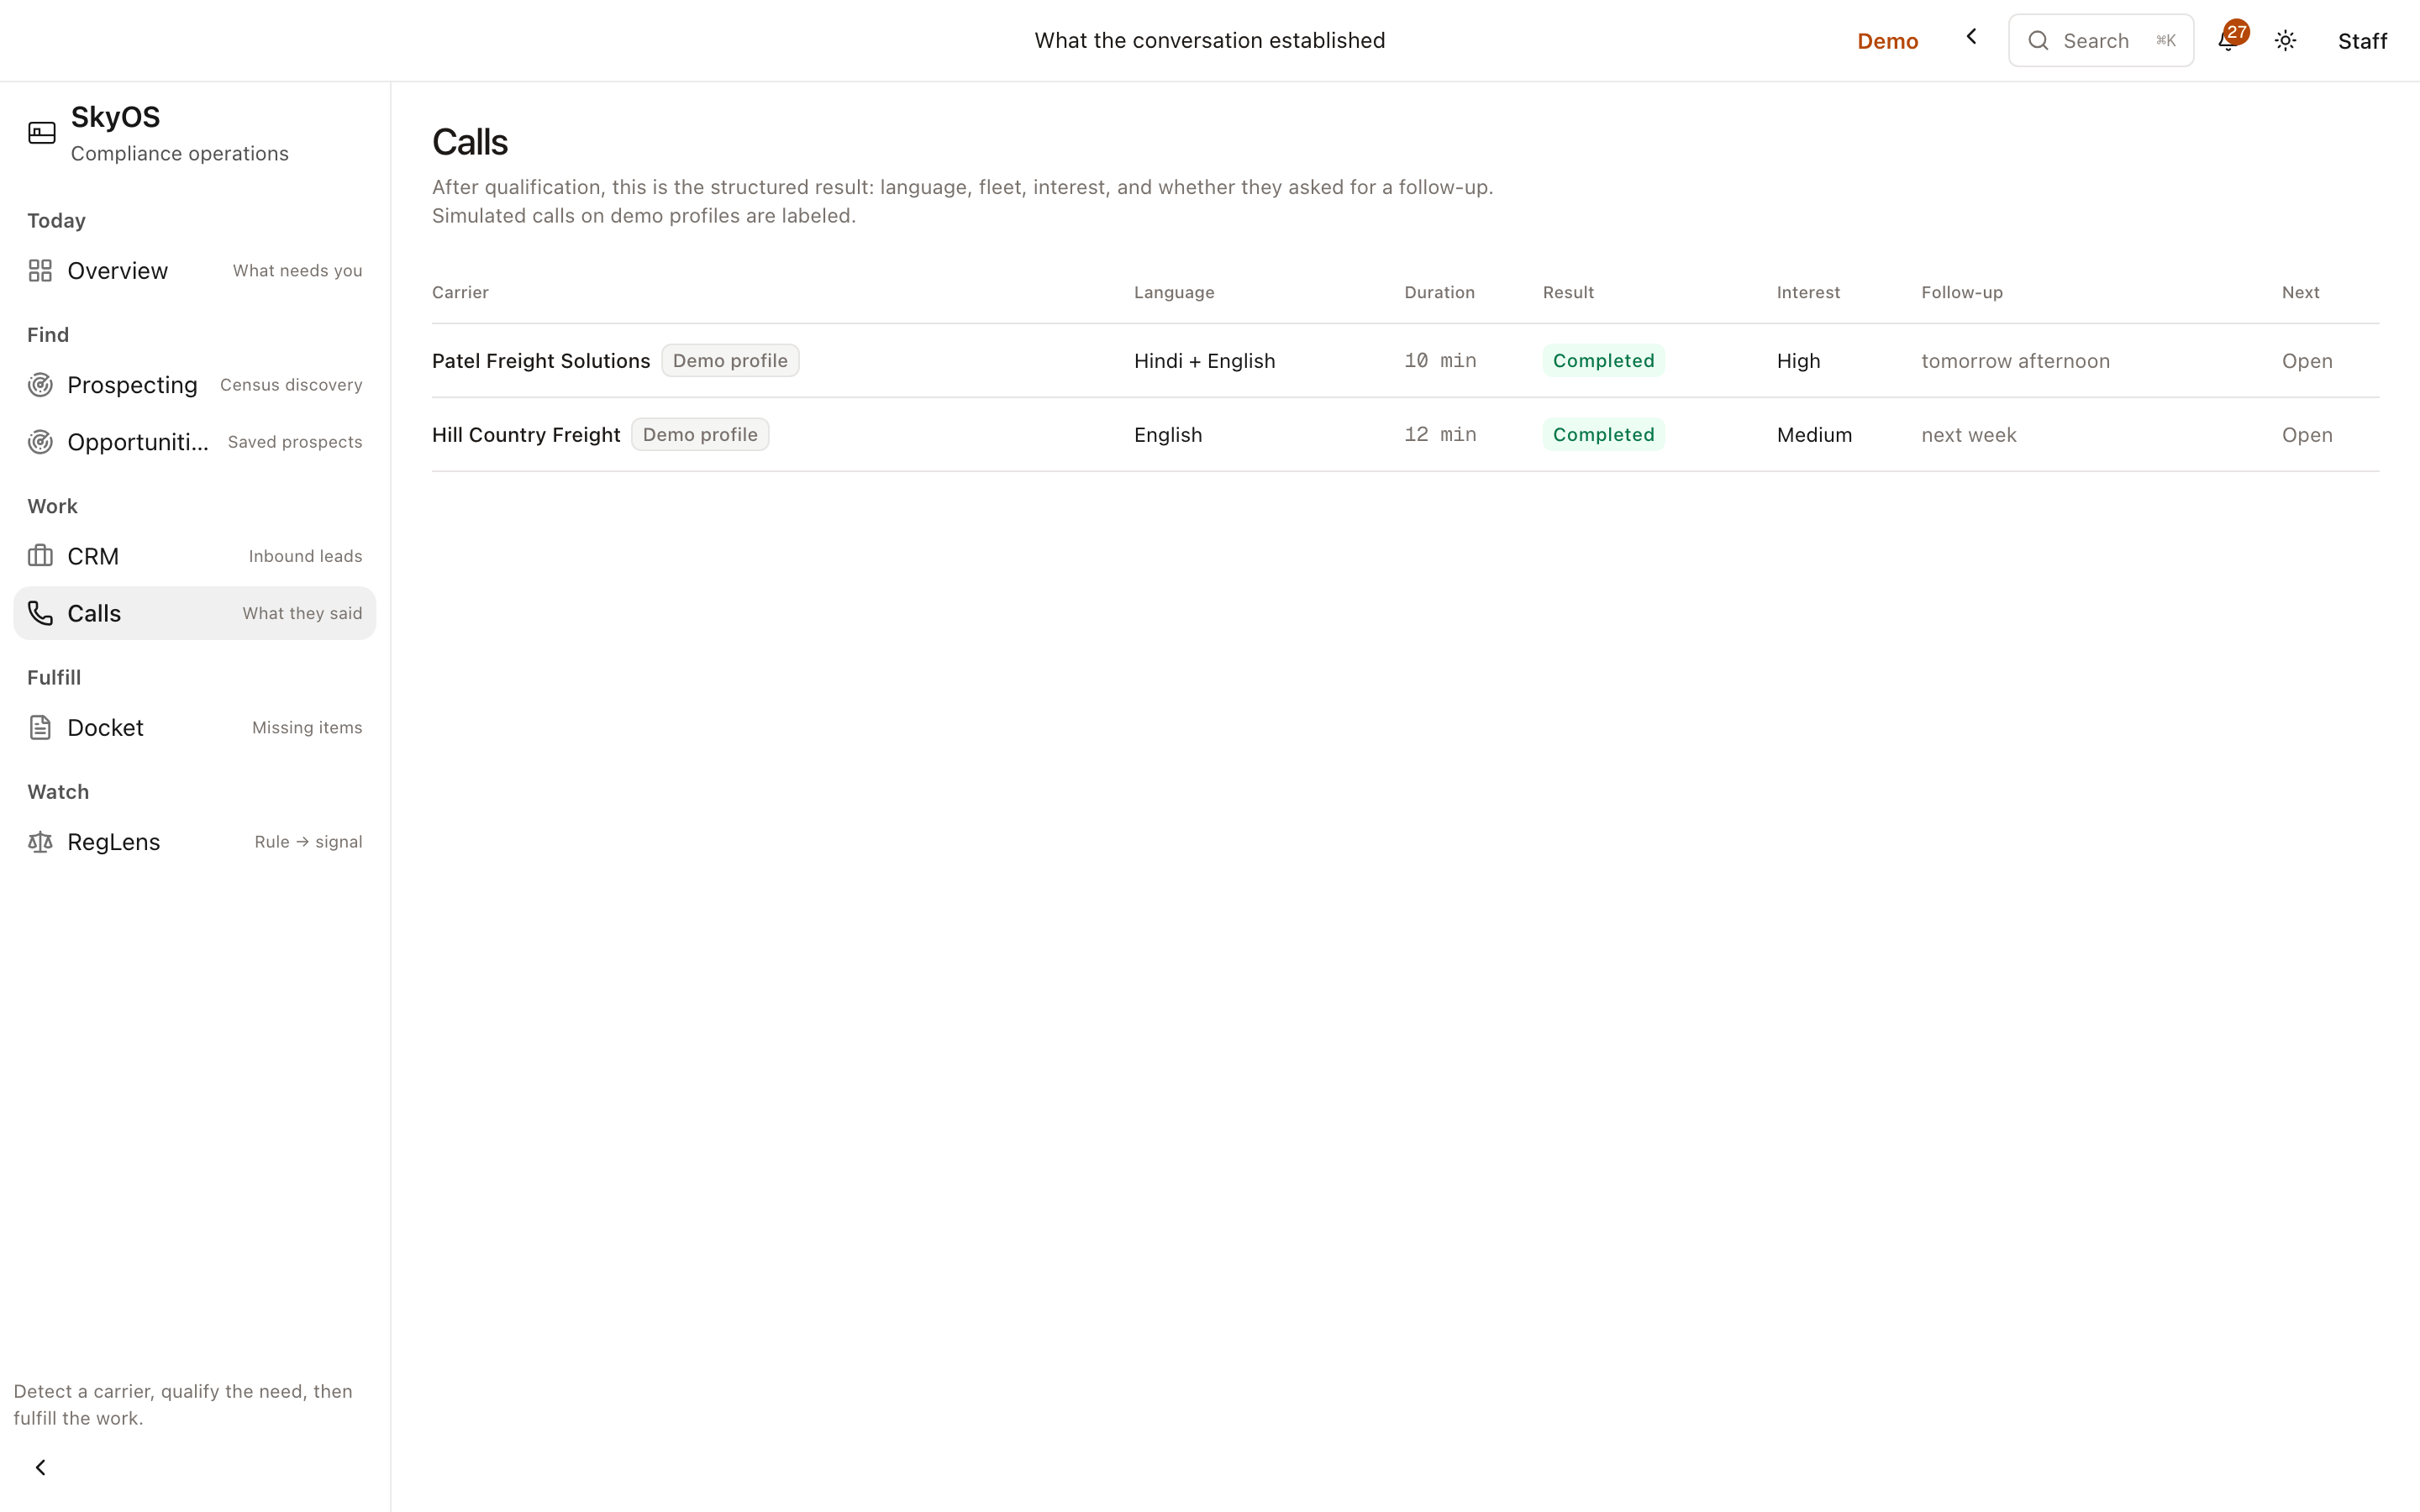 What the conversation established
Demo
Search ⌘K
27
Staff
SkyOS
Compliance operations
Today
Overview What needs you
Find
Prospecting Census discovery
Opportuniti... Saved prospects
Work
CRM Inbound leads
Calls What they said
Fulfill
Docket Missing items
Watch
RegLens Rule → signal
Detect a carrier, qualify the need, then
fulfill the work.
Calls
After qualification, this is the structured result: language, fleet, interest, and whether they asked for a follow-up.
Simulated calls on demo profiles are labeled.
Carrier Language Duration Result Interest Follow-up Next
Patel Freight Solutions Demo profile Hindi + English 10 min Completed High tomorrow afternoon Open
Hill Country Freight Demo profile English 12 min Completed Medium next week Open